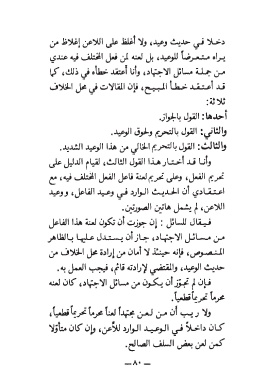 دخلا في حديث وعيد، ولا أغلظ على اللاعن إغلاظ من
يراه متعرضاً للوعيد، بل لعنه لمن فعل المختلف فيه عندي
من جملة مسائل الاجتهاد، وأنا أعتقد خطأه في ذلك، كما
قد أعتقد خطأ المبيح، فإن المقالات في محل الخلاف
ثلاثة:
أحدها: القول بالجواز.
والثاني: القول بالتحريم ولحوق الوعيد.
والثالث: القول بالتحريم الخالي من هذا الوعيد الشديد.
وأنا قد أختار هذا القول الثالث، لقيام الدليل على
تحريم الفعل، وعلى تحريم لعنة فاعل الفعل المختلف فيه، مع
اعتقادي أن الحديث الوارد في وعيد الفاعل، ووعيد
اللاعن، لم يشمل هاتين الصورتين.
فيقال للسائل: إن جوزت أن تكون لعنة هذا الفاعل
من مسائل الاجتهاد، جاز أن يستدل عليها بالظاهر
المنصوص، فإنه حينئذ لا أمان من إرادة محل الخلاف من
حديث الوعيد، والمقتضي لإرادته قائم، فيجب العمل به.
فإن لم تجوّز أن يكون من مسائل الاجتهاد، كان لعنه
محرماً تحريماً قطعياً.
ولا ريب أن من لعن مجتهداً لعناً محرماً تحريماً قطعياً،
كان داخلاً في الوعيد الوارد للاّعن، وإن كان متأوّلا
كمن لعن بعض السلف الصالح.
— ٨٠ —